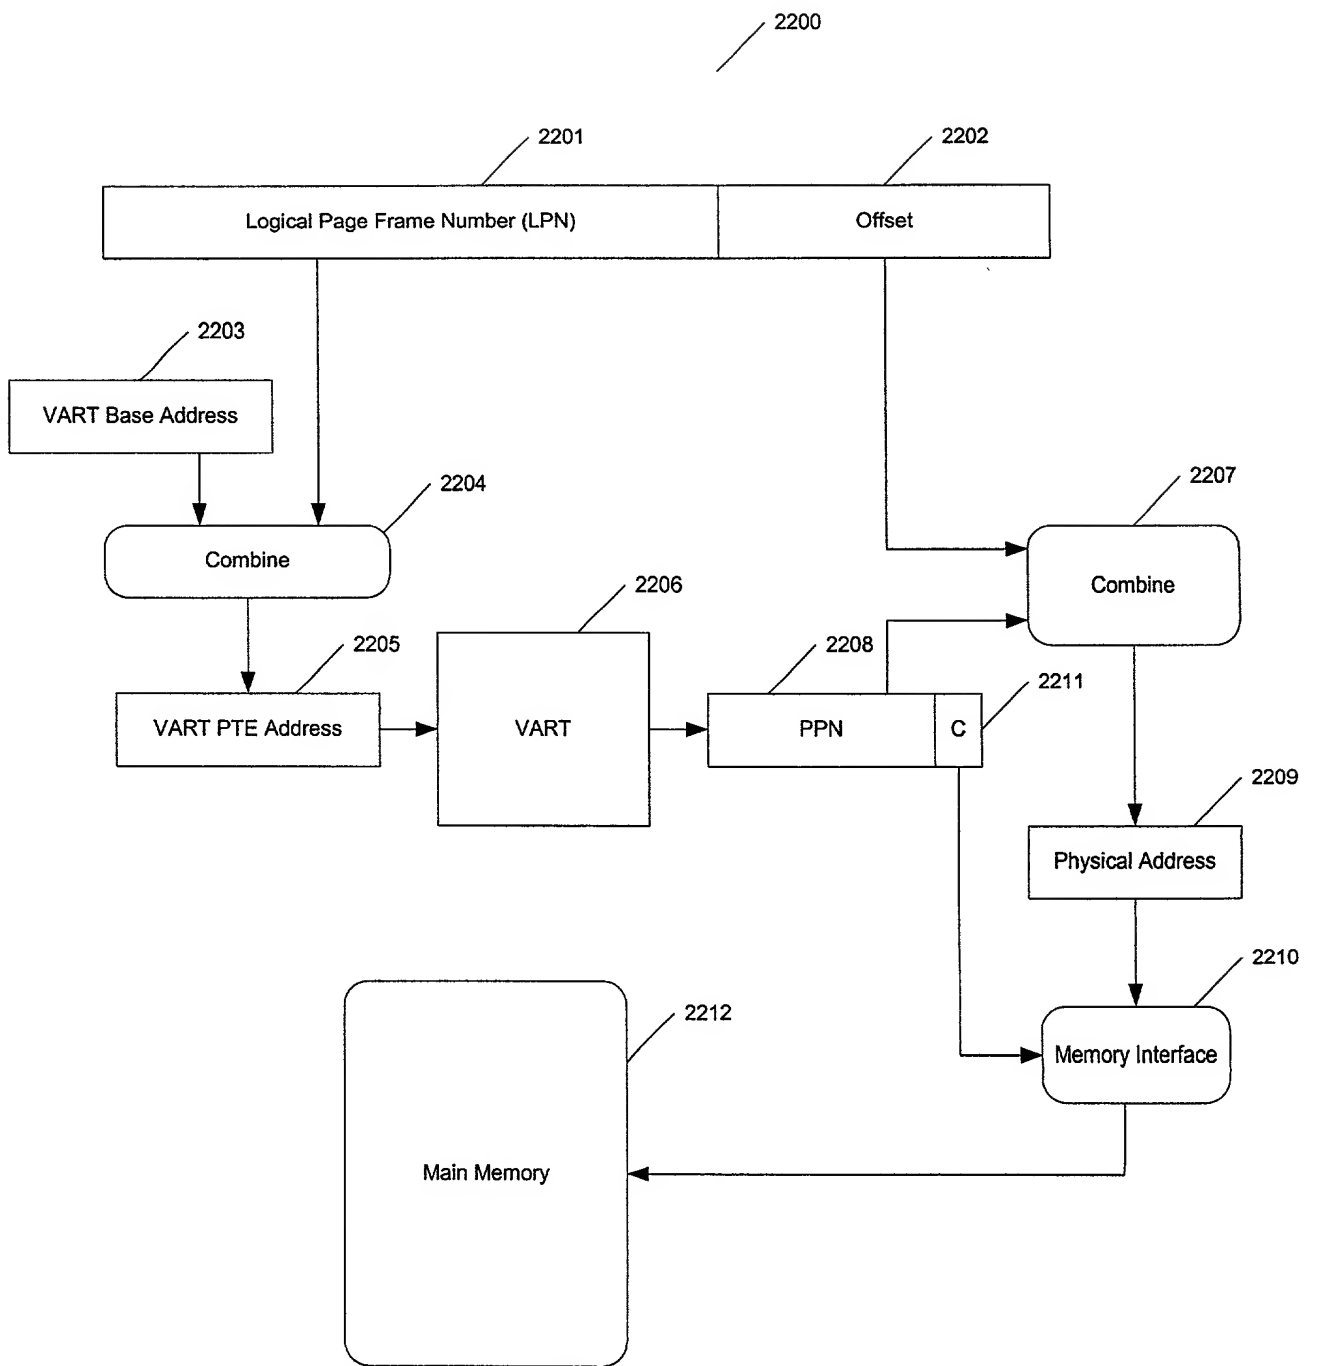 2200
2201
2202
Logical Page Frame Number (LPN)
Offset
2203
VART Base Address
2204
2207
Combine
Combine
2206
2205
2208
2211
VART PTE Address
VART
PPN
C
2209
Physical Address
2210
2212
Memory Interface
Main Memory